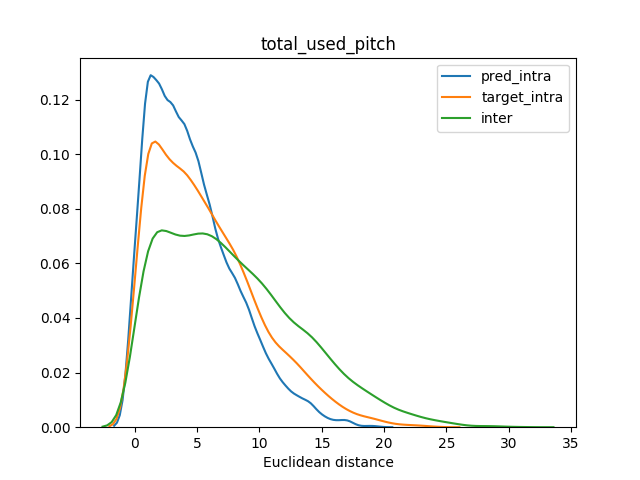 total_used_pitch
pred_intra
target_intra
inter
0.12
0.10
0.08
0.06
0.04
0.02
0.00
0 5 10 15 20 25 30 35
Euclidean distance